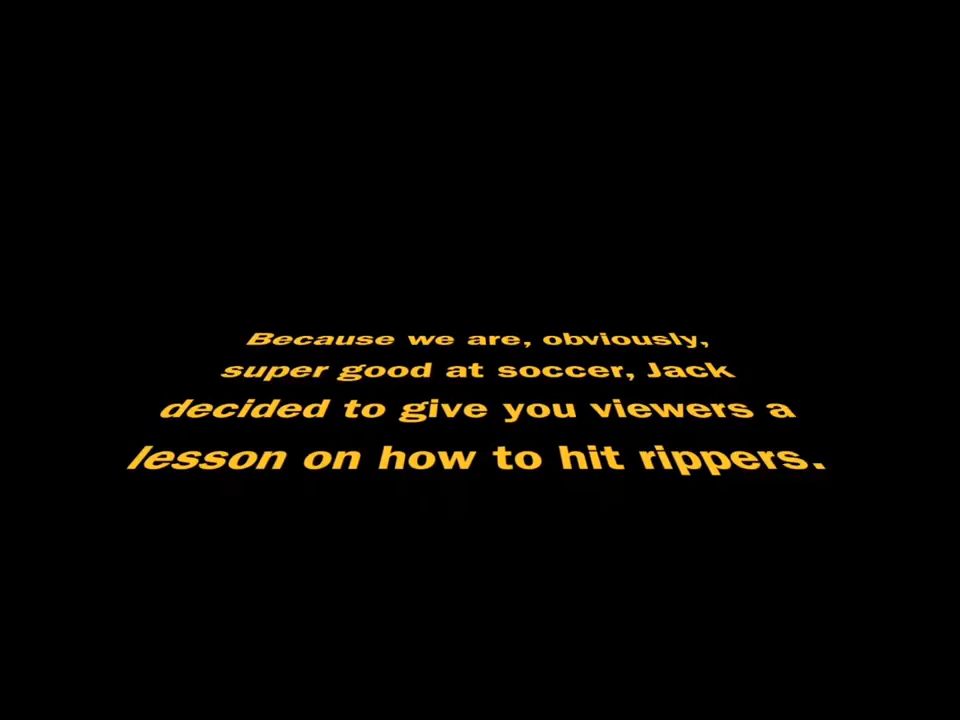 Because we are, obviously,
super good at soccer, Jack
decided to give you viewers a
lesson on how to hit rippers.